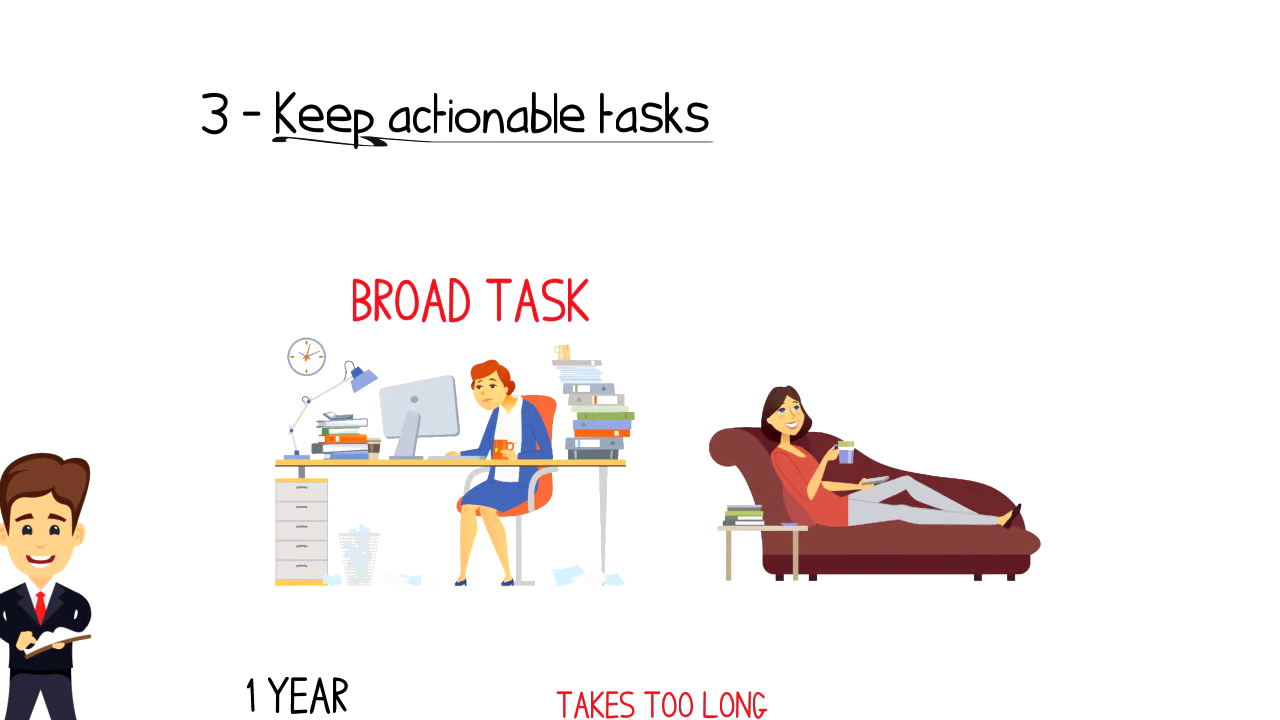 3 - Keep actionable tasks
BROAD TASK
1 YEAR
TAKES TOO LONG